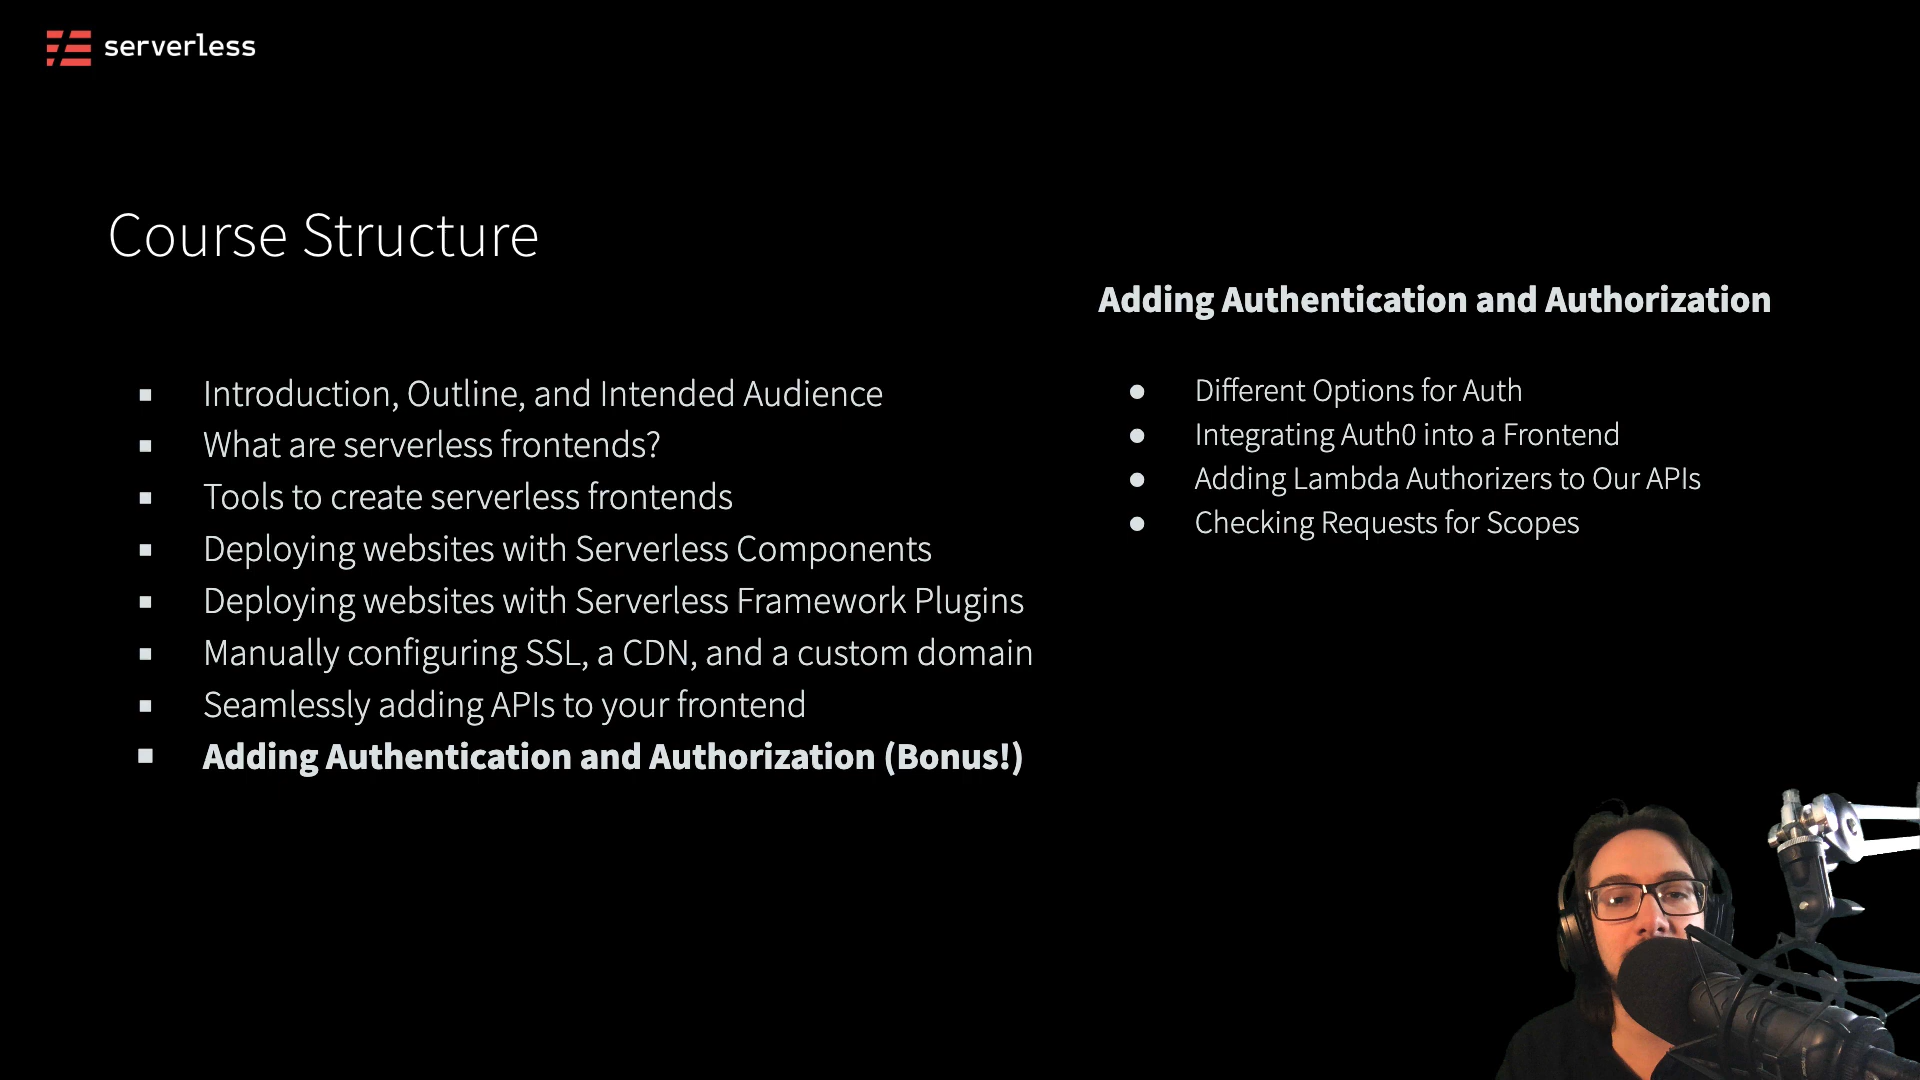 serverless
Course Structure
Introduction, Outline, and Intended Audience
What are serverless frontends?
Tools to create serverless frontends
Deploying websites with Serverless Components
Deploying websites with Serverless Framework Plugins
Manually configuring SSL, a CDN, and a custom domain
Seamlessly adding APIs to your frontend
Adding Authentication and Authorization (Bonus!)
Adding Authentication and Authorization
Different Options for Auth
Integrating Auth0 into a Frontend
Adding Lambda Authorizers to Our APIs
Checking Requests for Scopes